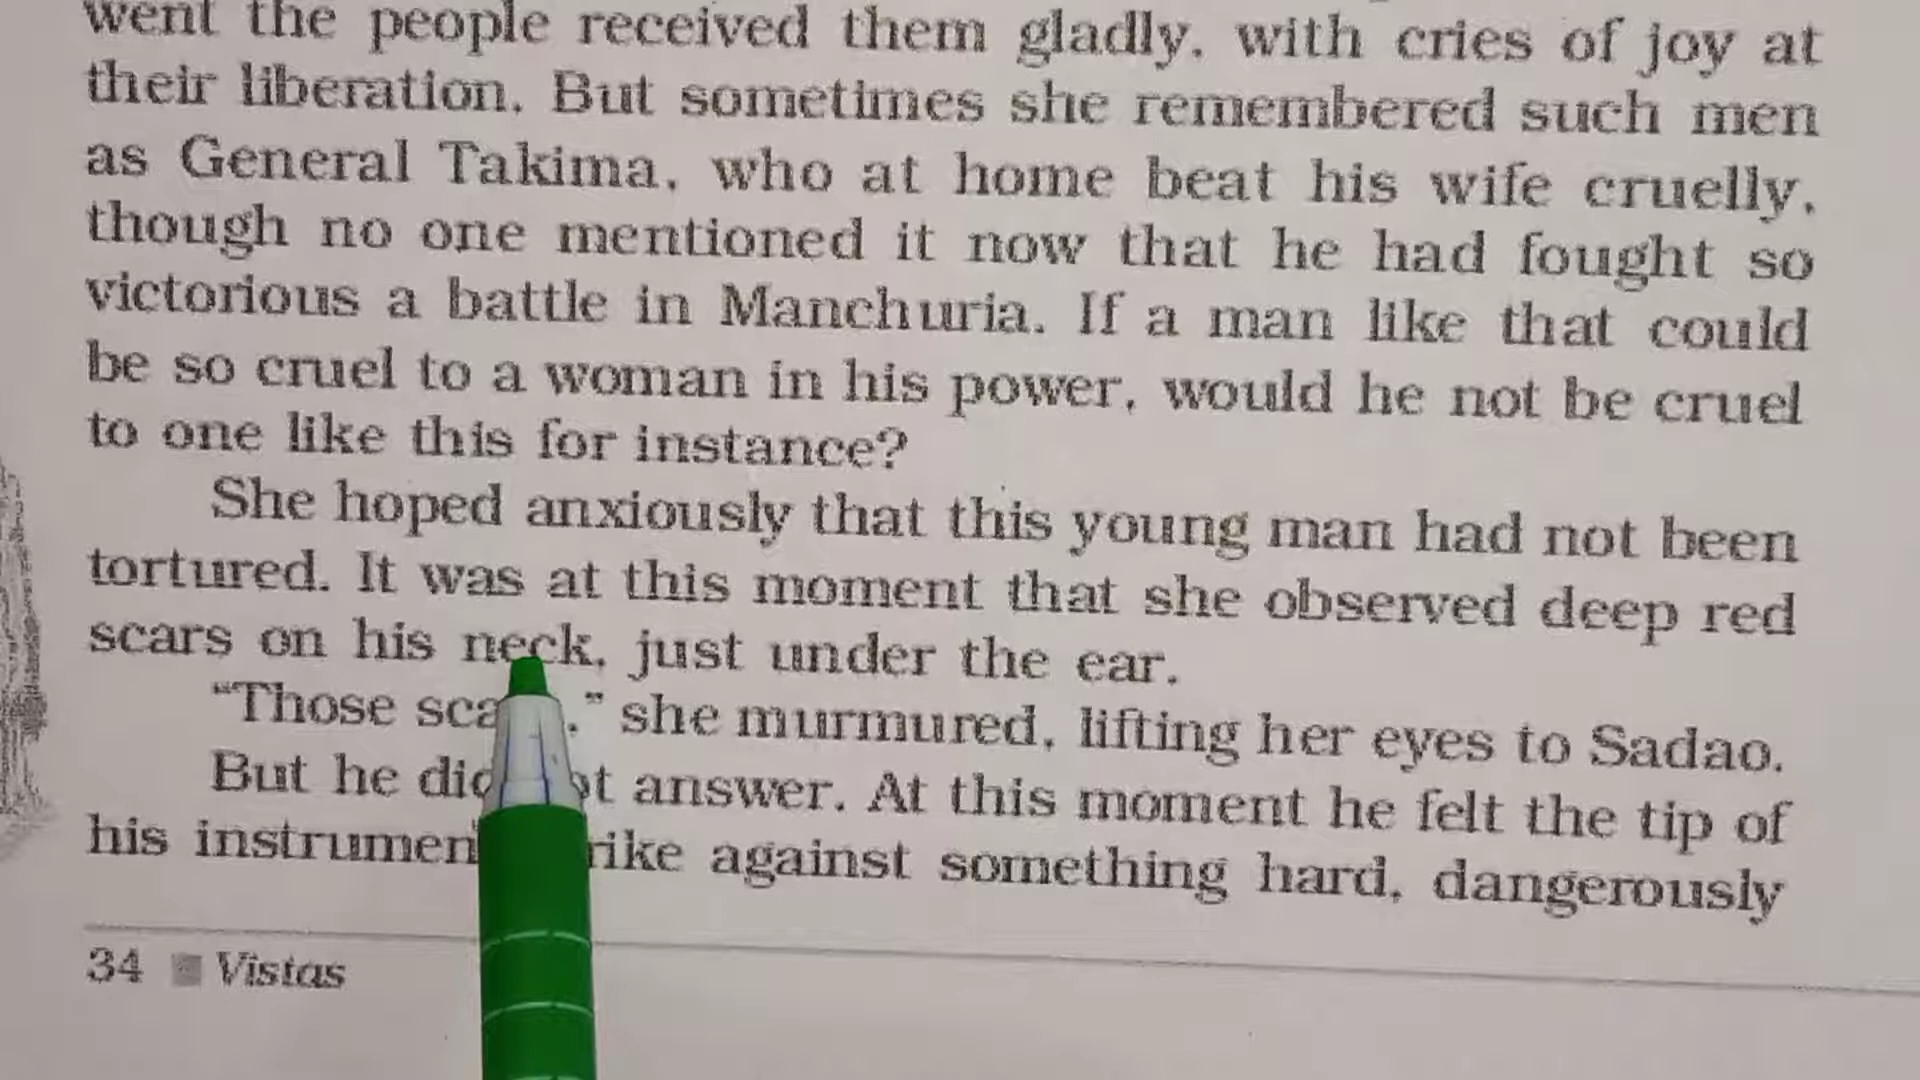 went the people received them gladly, with cries of joy at
their liberation. But sometimes she remembered such men
as General Takima, who at home beat his wife cruelly,
though no one mentioned it now that he had fought so
victorious a battle in Manchuria. If a man like that could
be so cruel to a woman in his power, would he not be cruel
to one like this for instance?
She hoped anxiously that this young man had not been
tortured. It was at this moment that she observed deep red
scars on his neck, just under the ear.
“Those ” she murmured, lifting her eyes to Sadao.
But he answer. At this moment he felt the tip of
his against something hard, dangerously
34 Vistas